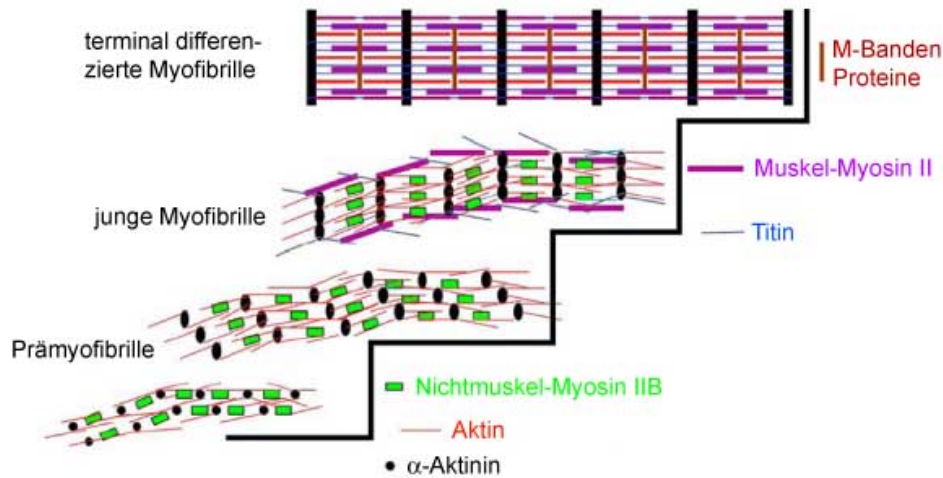 terminal differen-
zierte Myofibrille
M-Banden
Proteine
Muskel-Myosin II
junge Myofibrille
Titin
Prämyofibrille
Nichtmuskel-Myosin IIB
Aktin
α-Aktinin